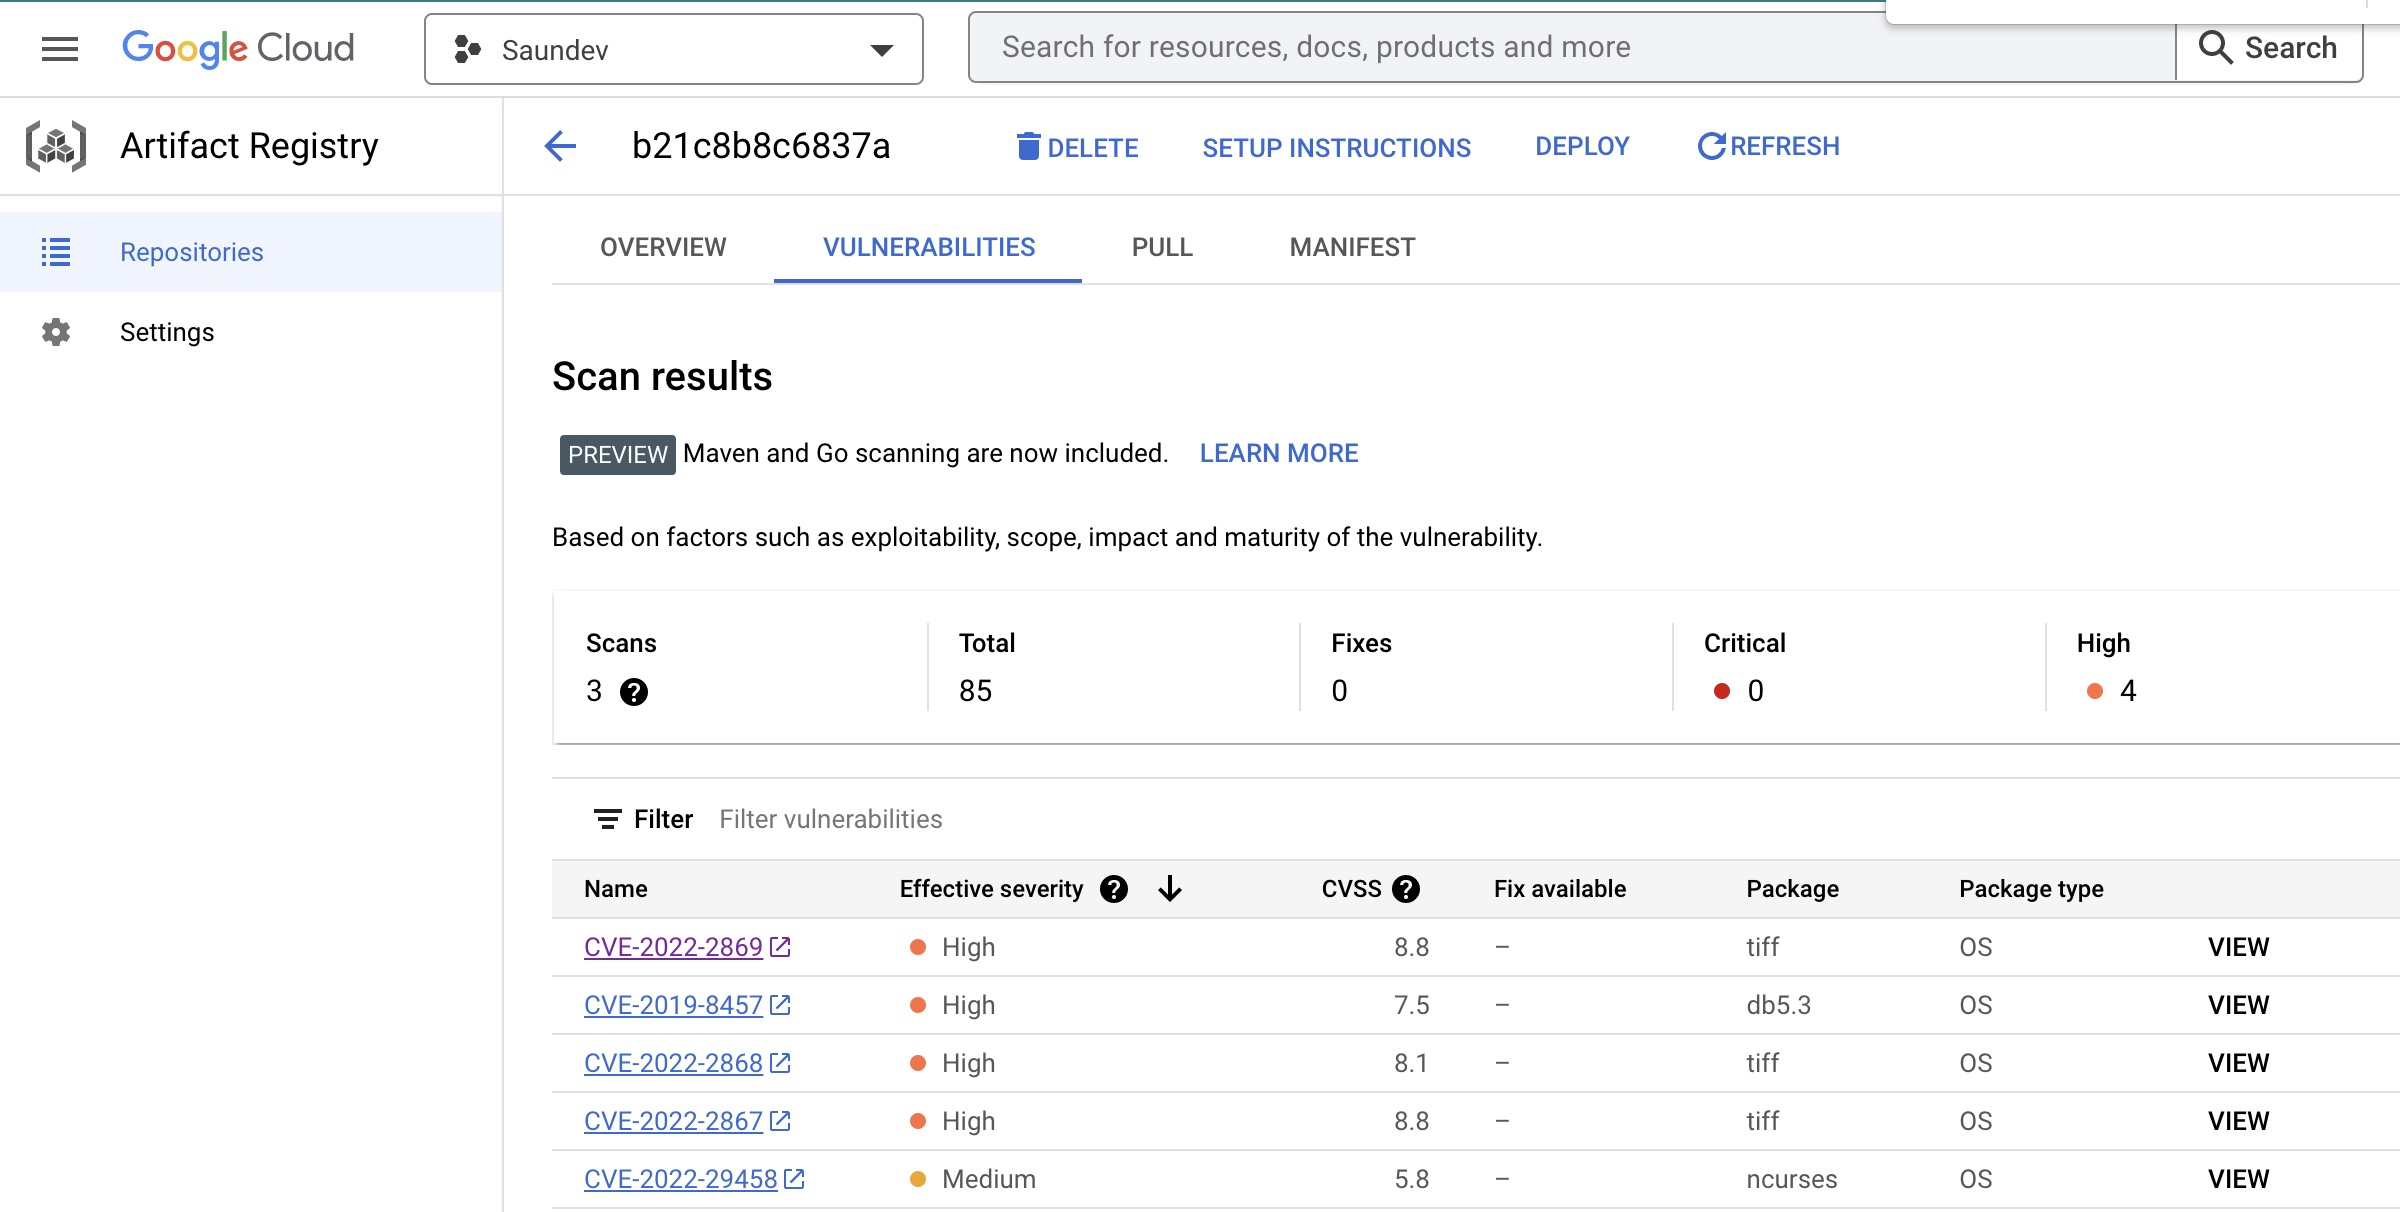 Google Cloud
Saundev
Search for resources, docs, products and more
Search
Artifact Registry
b21c8b8c6837a
DELETE
SETUP INSTRUCTIONS
DEPLOY
REFRESH
Repositories
Settings
OVERVIEW
VULNERABILITIES
PULL
MANIFEST
Scan results
PREVIEW Maven and Go scanning are now included. LEARN MORE
Based on factors such as exploitability, scope, impact and maturity of the vulnerability.
Scans Total Fixes Critical High
3 ? 85 0 0 4
Filter Filter vulnerabilities
Name Effective severity ? CVSS ? Fix available Package Package type
CVE-2022-2869 High 8.8 – tiff OS VIEW
CVE-2019-8457 High 7.5 – db5.3 OS VIEW
CVE-2022-2868 High 8.1 – tiff OS VIEW
CVE-2022-2867 High 8.8 – tiff OS VIEW
CVE-2022-29458 Medium 5.8 – ncurses OS VIEW